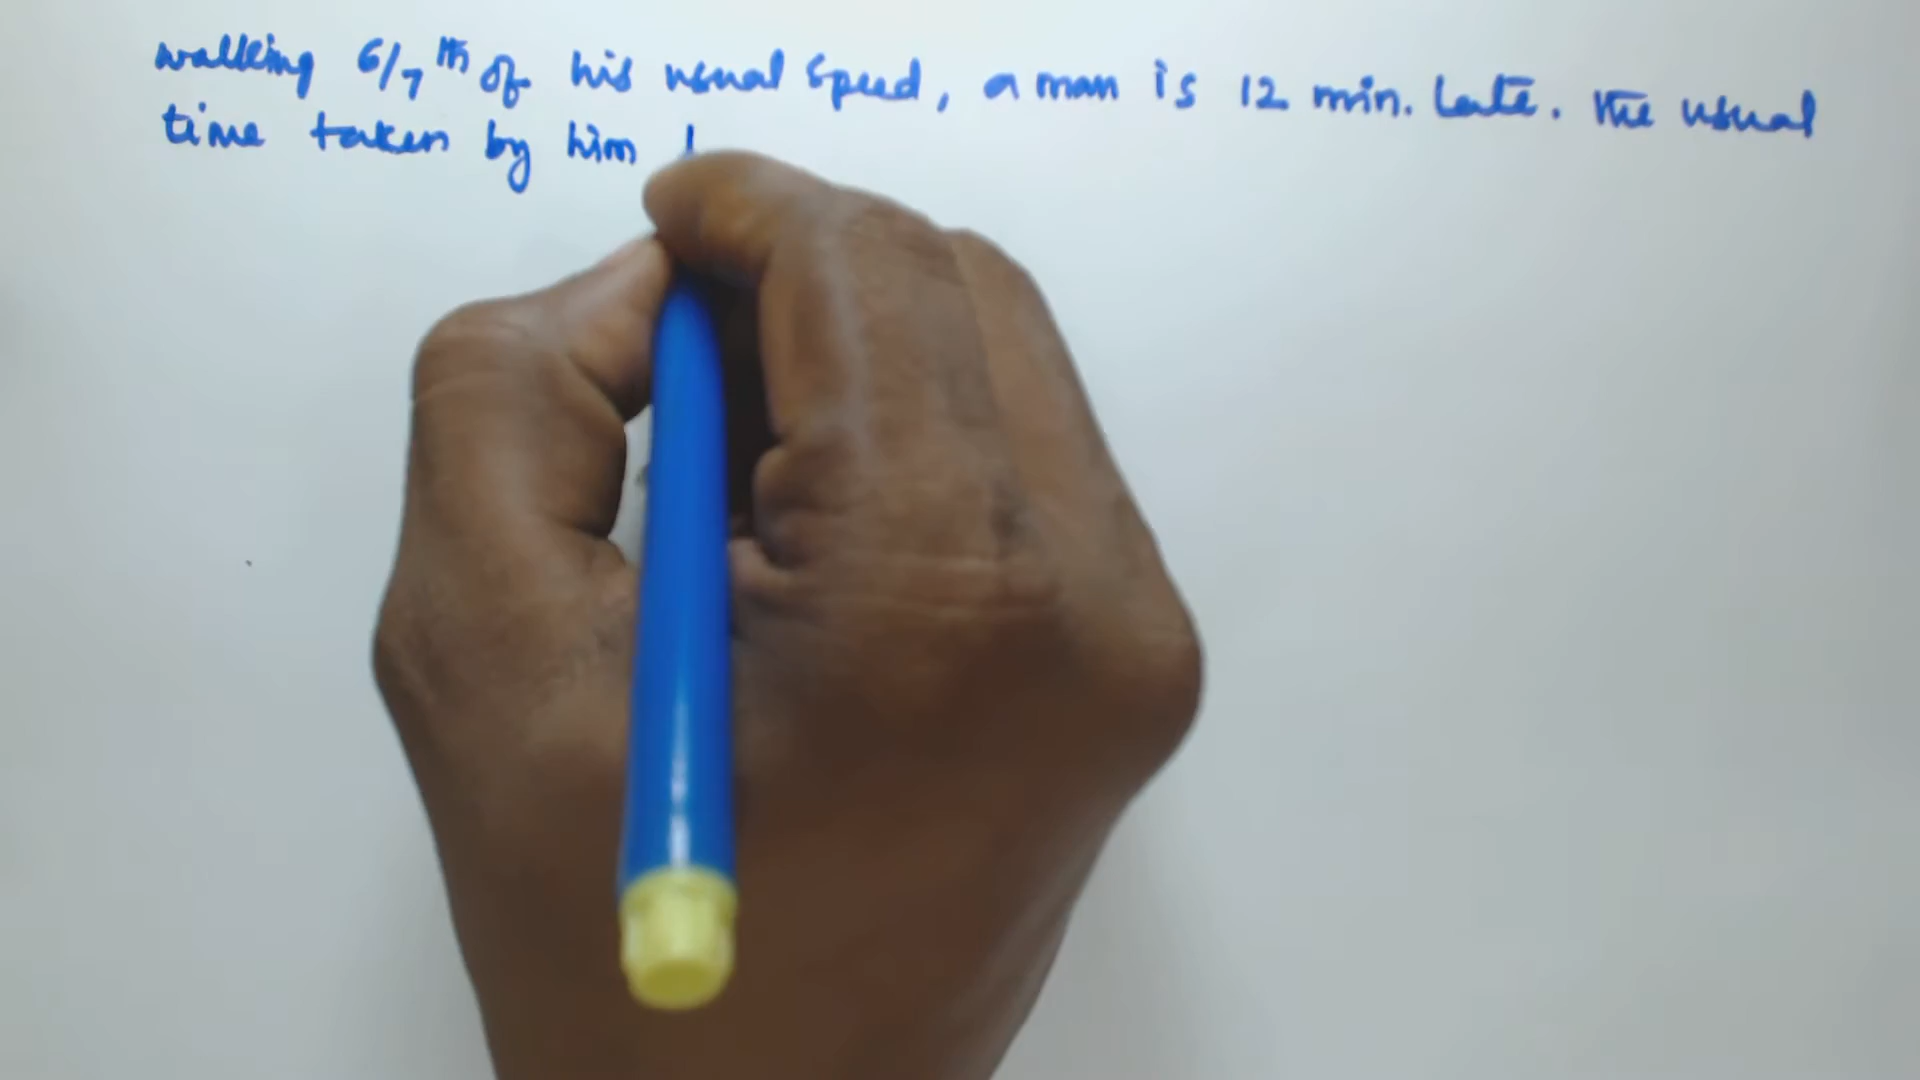 walking 6/7th of his usual speed, a man is 12 min. late. The usual
time taken by him